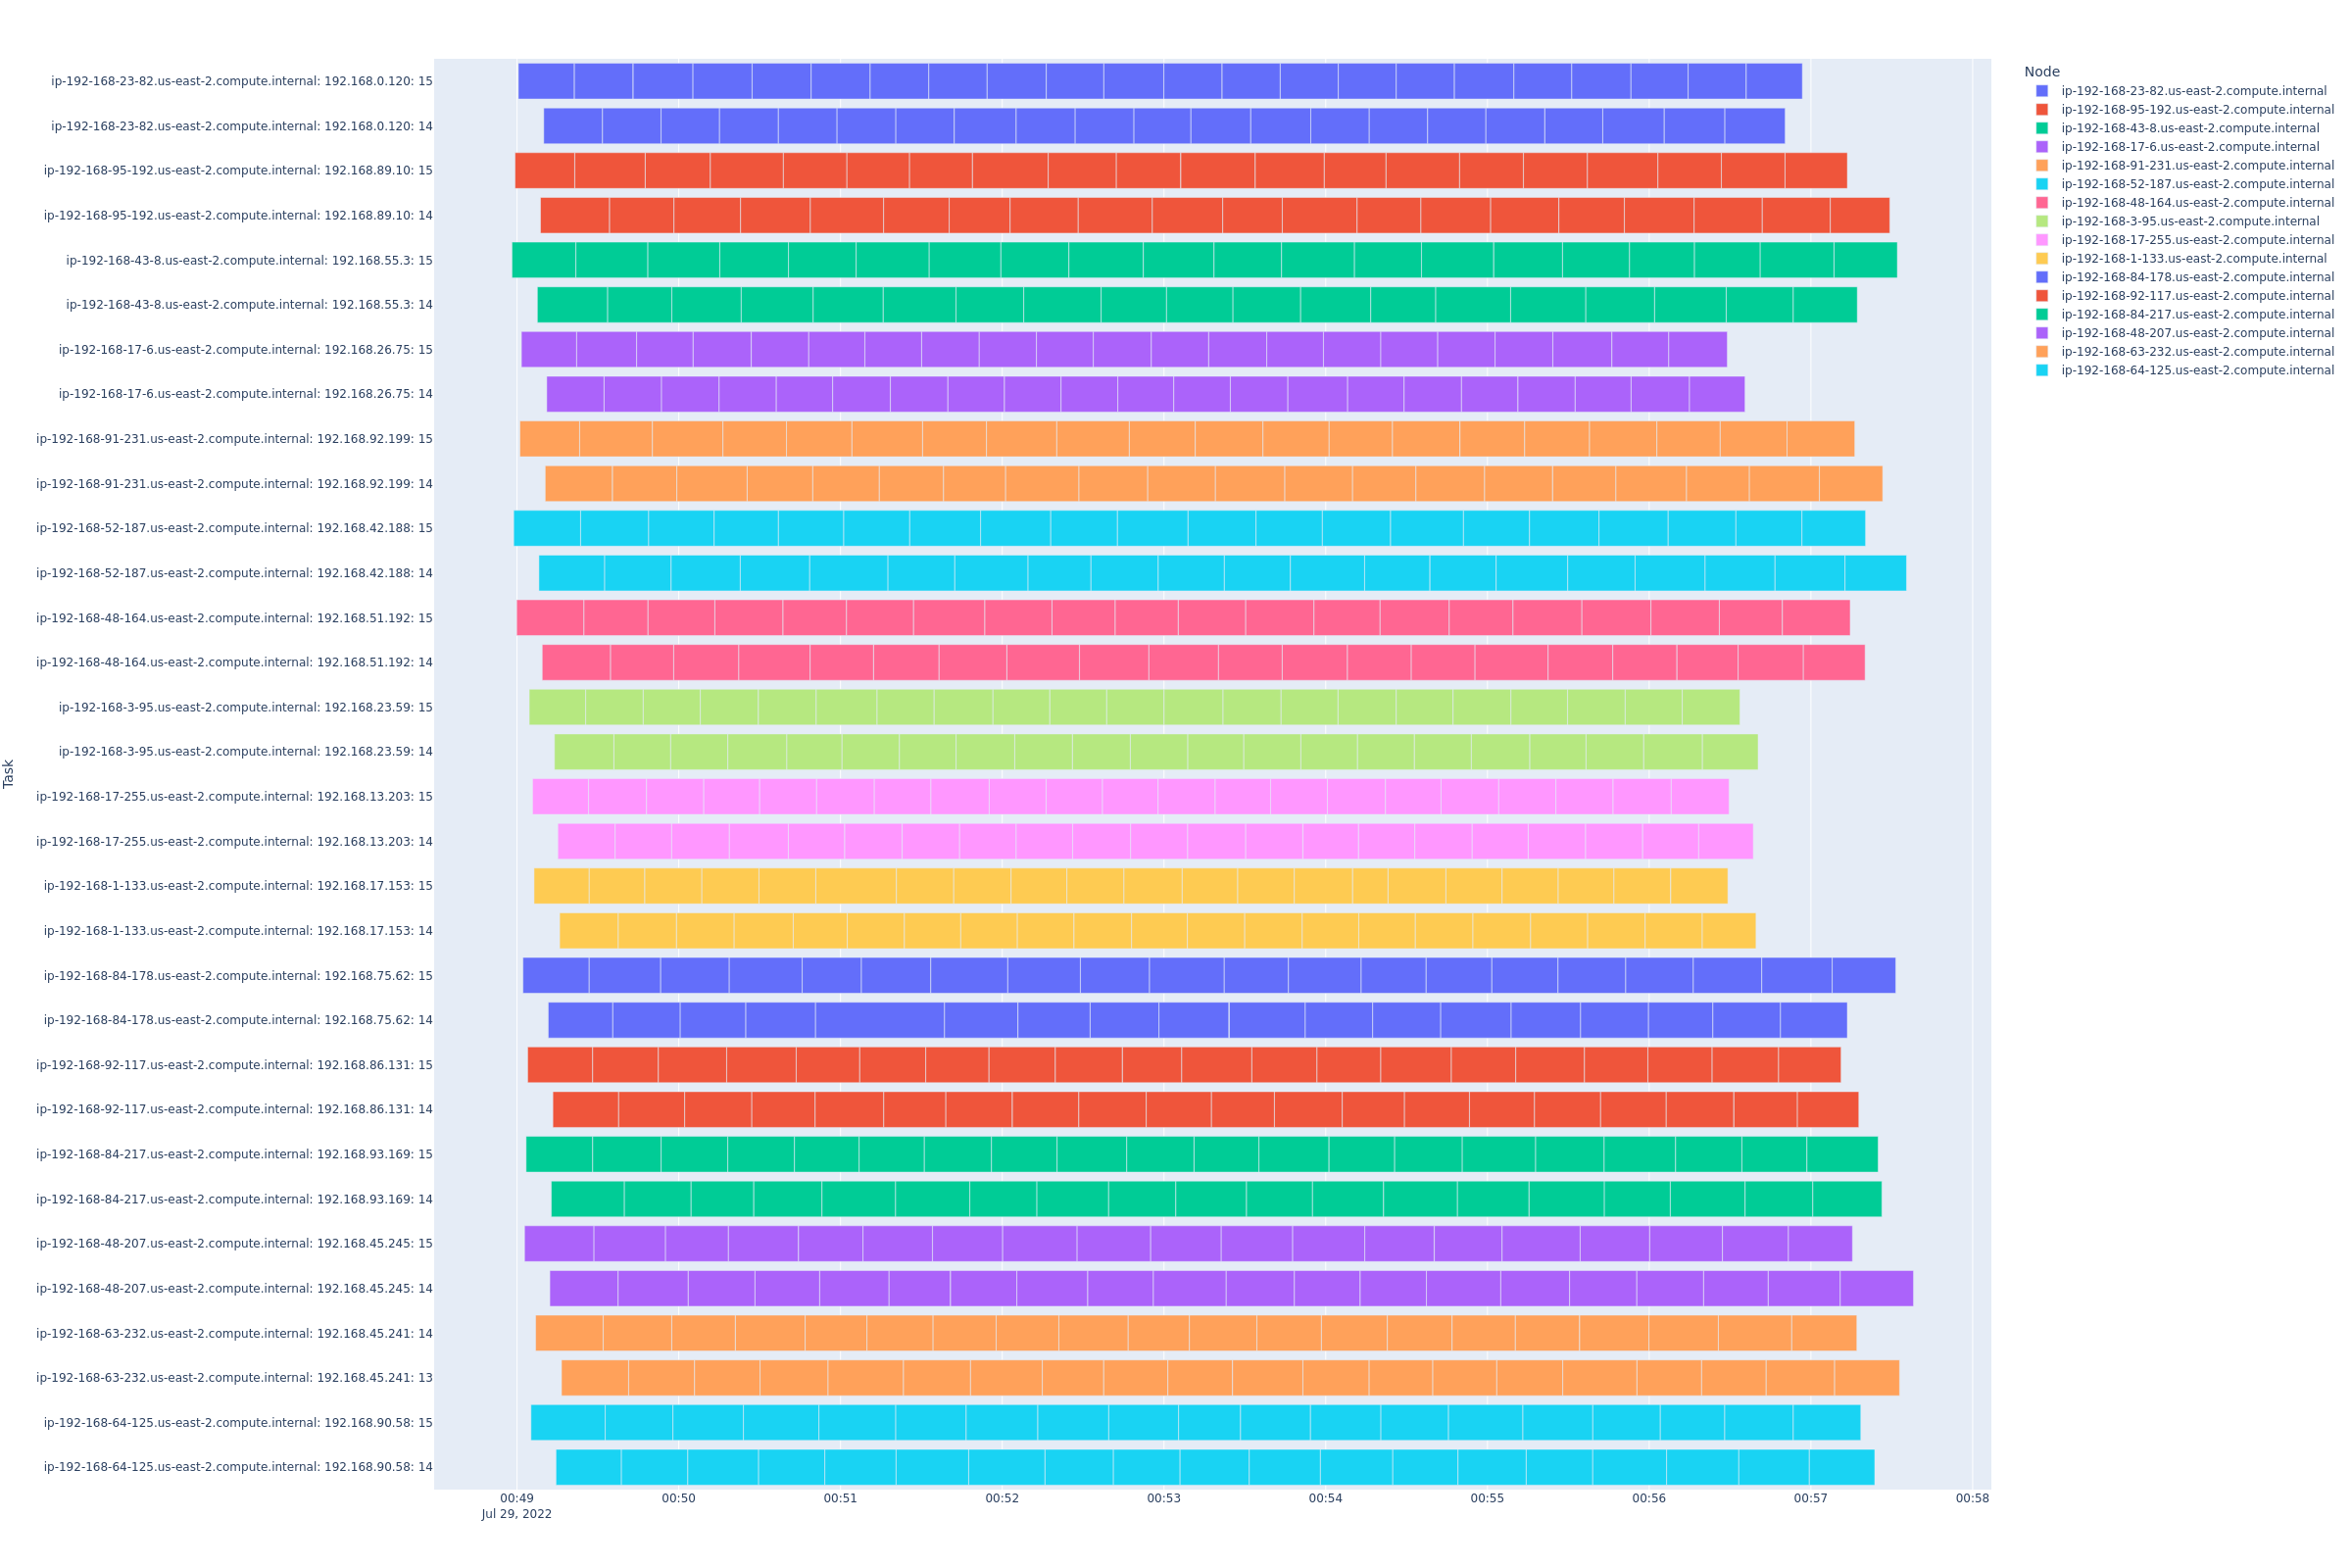 ip-192-168-23-82.us-east-2.compute.internal: 192.168.0.120: 15
ip-192-168-23-82.us-east-2.compute.internal: 192.168.0.120: 14
ip-192-168-95-192.us-east-2.compute.internal: 192.168.89.10: 15
ip-192-168-95-192.us-east-2.compute.internal: 192.168.89.10: 14
ip-192-168-43-8.us-east-2.compute.internal: 192.168.55.3: 15
ip-192-168-43-8.us-east-2.compute.internal: 192.168.55.3: 14
ip-192-168-17-6.us-east-2.compute.internal: 192.168.26.75: 15
ip-192-168-17-6.us-east-2.compute.internal: 192.168.26.75: 14
ip-192-168-91-231.us-east-2.compute.internal: 192.168.92.199: 15
ip-192-168-91-231.us-east-2.compute.internal: 192.168.92.199: 14
ip-192-168-52-187.us-east-2.compute.internal: 192.168.42.188: 15
ip-192-168-52-187.us-east-2.compute.internal: 192.168.42.188: 14
ip-192-168-48-164.us-east-2.compute.internal: 192.168.51.192: 15
ip-192-168-48-164.us-east-2.compute.internal: 192.168.51.192: 14
ip-192-168-3-95.us-east-2.compute.internal: 192.168.23.59: 15
ip-192-168-3-95.us-east-2.compute.internal: 192.168.23.59: 14
ip-192-168-17-255.us-east-2.compute.internal: 192.168.13.203: 15
ip-192-168-17-255.us-east-2.compute.internal: 192.168.13.203: 14
ip-192-168-1-133.us-east-2.compute.internal: 192.168.17.153: 15
ip-192-168-1-133.us-east-2.compute.internal: 192.168.17.153: 14
ip-192-168-84-178.us-east-2.compute.internal: 192.168.75.62: 15
ip-192-168-84-178.us-east-2.compute.internal: 192.168.75.62: 14
ip-192-168-92-117.us-east-2.compute.internal: 192.168.86.131: 15
ip-192-168-92-117.us-east-2.compute.internal: 192.168.86.131: 14
ip-192-168-84-217.us-east-2.compute.internal: 192.168.93.169: 15
ip-192-168-84-217.us-east-2.compute.internal: 192.168.93.169: 14
ip-192-168-48-207.us-east-2.compute.internal: 192.168.45.245: 15
ip-192-168-48-207.us-east-2.compute.internal: 192.168.45.245: 14
ip-192-168-63-232.us-east-2.compute.internal: 192.168.45.241: 14
ip-192-168-63-232.us-east-2.compute.internal: 192.168.45.241: 13
ip-192-168-64-125.us-east-2.compute.internal: 192.168.90.58: 15
ip-192-168-64-125.us-east-2.compute.internal: 192.168.90.58: 14
Task
00:49 00:50 00:51 00:52 00:53 00:54 00:55 00:56 00:57 00:58
Jul 29, 2022
Node
ip-192-168-23-82.us-east-2.compute.internal
ip-192-168-95-192.us-east-2.compute.internal
ip-192-168-43-8.us-east-2.compute.internal
ip-192-168-17-6.us-east-2.compute.internal
ip-192-168-91-231.us-east-2.compute.internal
ip-192-168-52-187.us-east-2.compute.internal
ip-192-168-48-164.us-east-2.compute.internal
ip-192-168-3-95.us-east-2.compute.internal
ip-192-168-17-255.us-east-2.compute.internal
ip-192-168-1-133.us-east-2.compute.internal
ip-192-168-84-178.us-east-2.compute.internal
ip-192-168-92-117.us-east-2.compute.internal
ip-192-168-84-217.us-east-2.compute.internal
ip-192-168-48-207.us-east-2.compute.internal
ip-192-168-63-232.us-east-2.compute.internal
ip-192-168-64-125.us-east-2.compute.internal